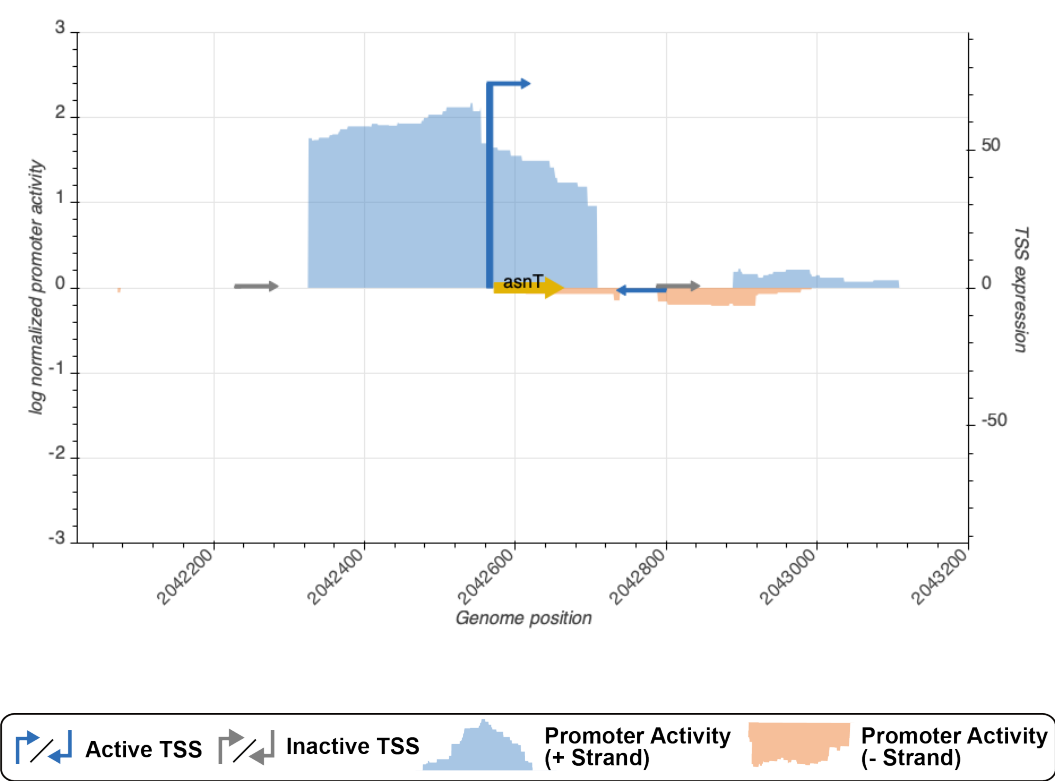 3
2
1
0
-1
-2
-3
log normalized promoter activity
asnT
50
0
-50
TSS expression
2042200
2042400
2042600
2042800
2043000
2043200
Genome position
Active TSS
Inactive TSS
Promoter Activity
(+ Strand)
Promoter Activity
(- Strand)